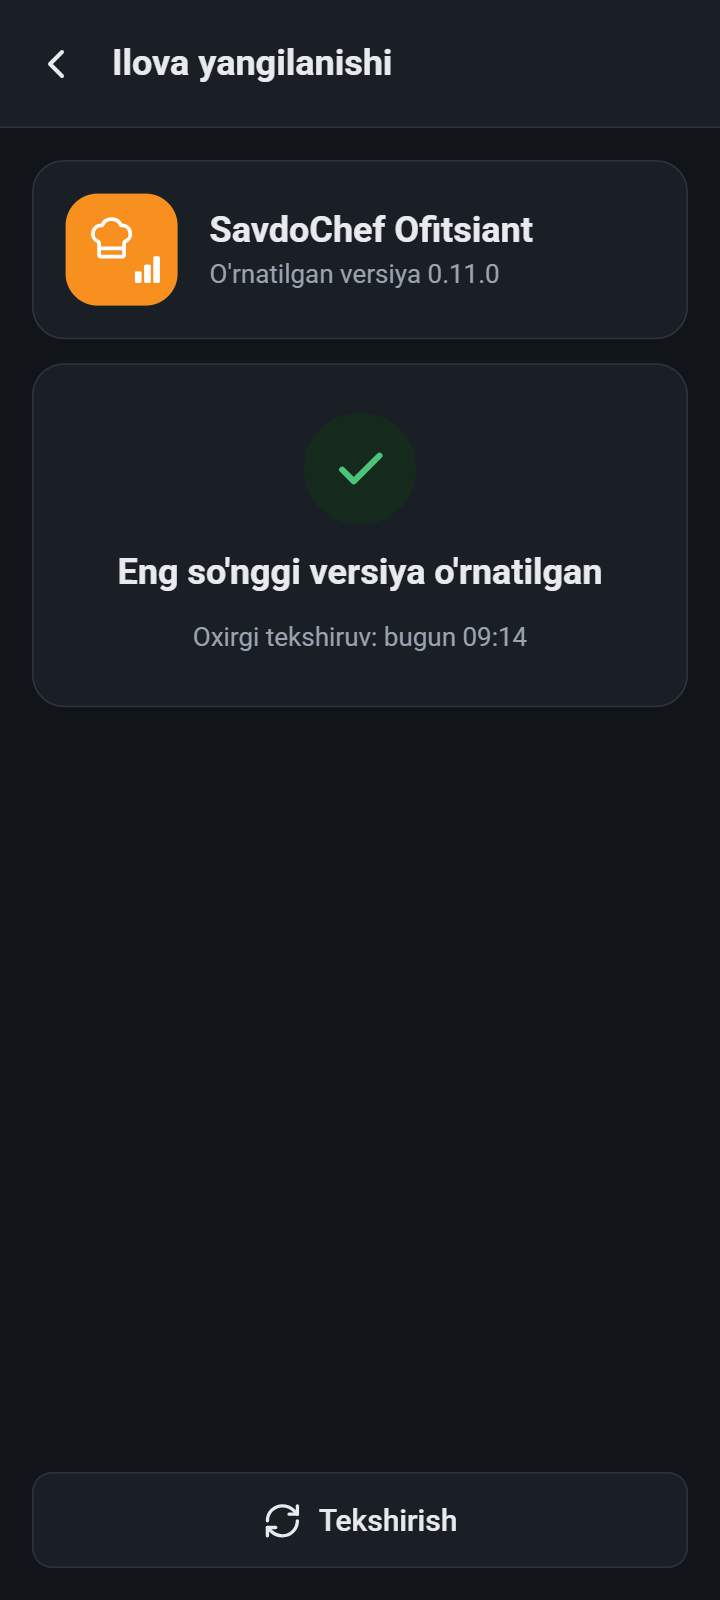 Ilova yangilanishi
SavdoChef Ofitsiant
O'rnatilgan versiya 0.11.0
Eng so'nggi versiya o'rnatilgan
Oxirgi tekshiruv: bugun 09:14
Tekshirish